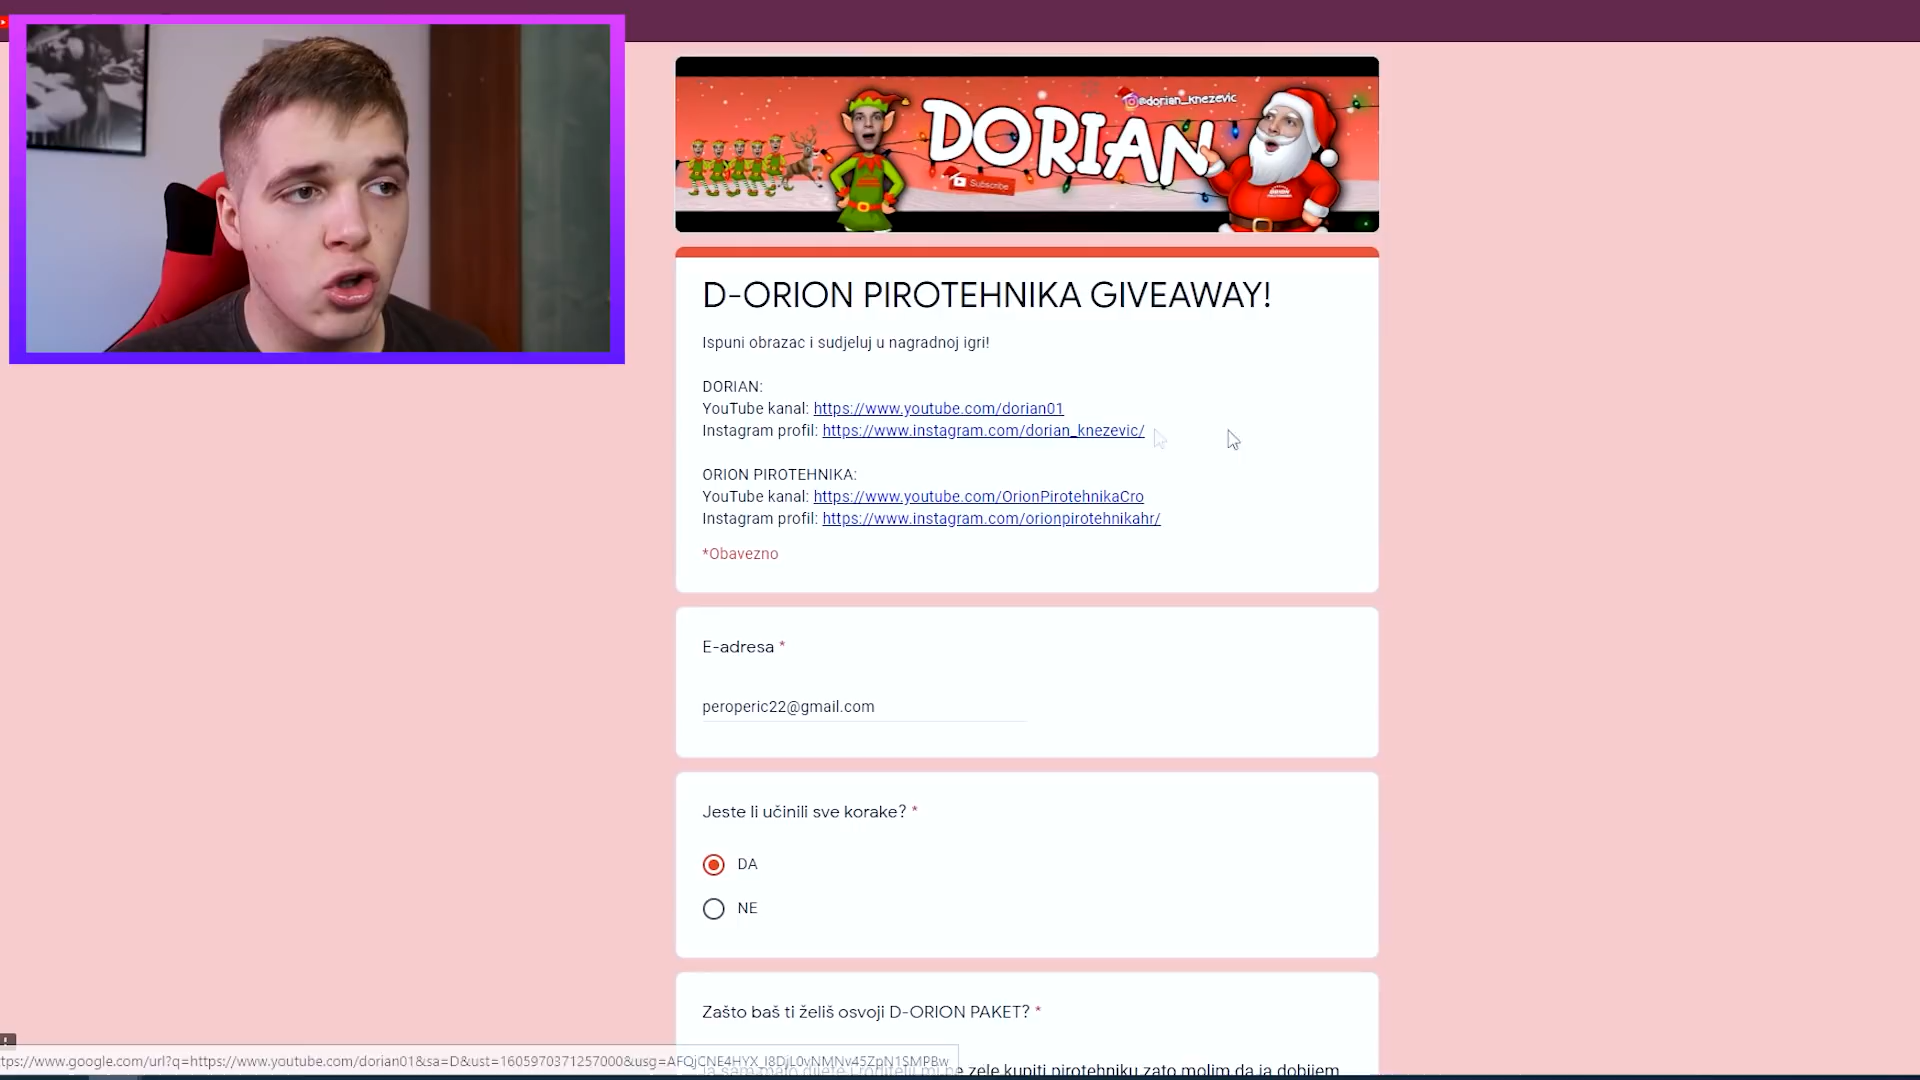 @dorian_knezevic
DORIAN
Subscribe
D-ORION PIROTEHNIKA GIVEAWAY!
Ispuni obrazac i sudjeluj u nagradnoj igri!
DORIAN:
YouTube kanal: https://www.youtube.com/dorian01
Instagram profil: https://www.instagram.com/dorian_knezevic/
ORION PIROTEHNIKA:
YouTube kanal: https://www.youtube.com/OrionPirotehnikaCro
Instagram profil: https://www.instagram.com/orionpirotehnikahr/
*Obavezno
E-adresa *
peroperic22@gmail.com
Jeste li učinili sve korake? *
DA
NE
Zašto baš ti želiš osvoji D-ORION PAKET? *
zele kupiti pirotehniku zato molim da ja dobijem